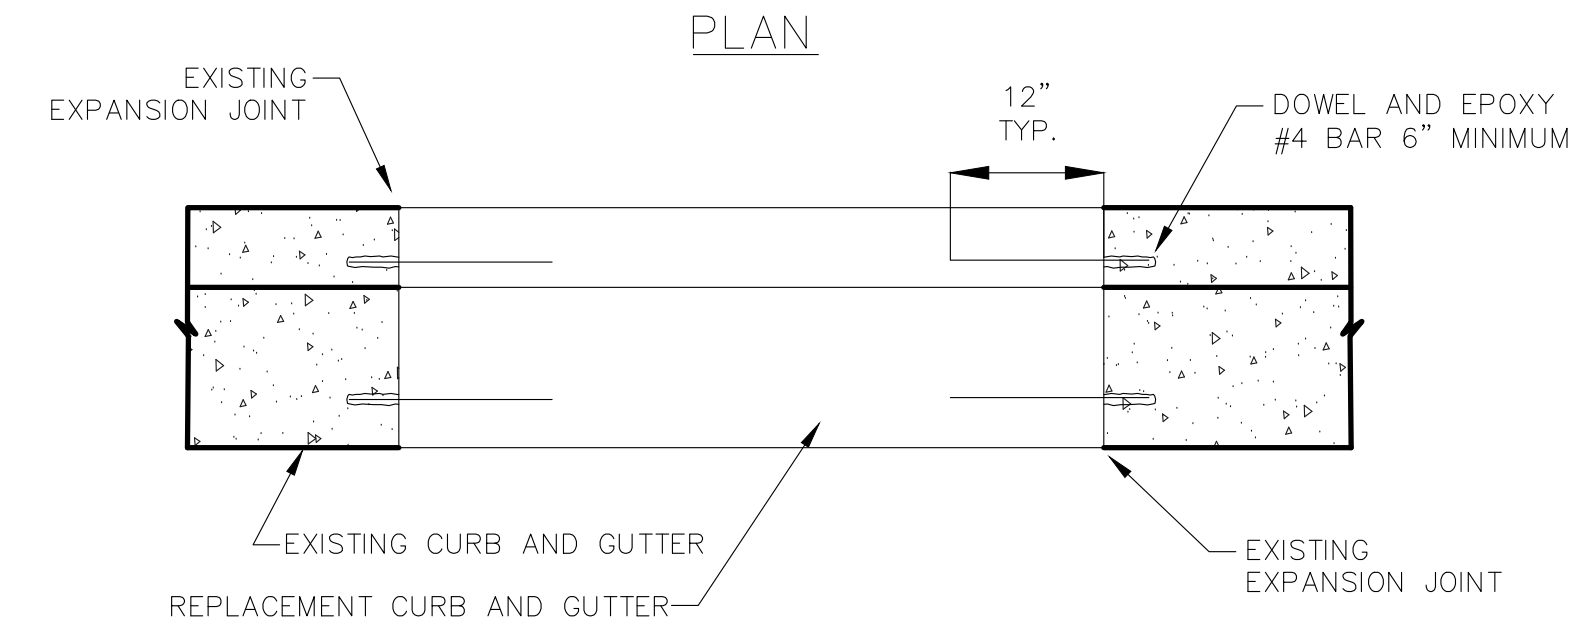 PLAN
EXISTING
EXPANSION JOINT
12”
TYP.
DOWEL AND EPOXY
#4 BAR 6” MINIMUM
EXISTING CURB AND GUTTER
REPLACEMENT CURB AND GUTTER
EXISTING
EXPANSION JOINT